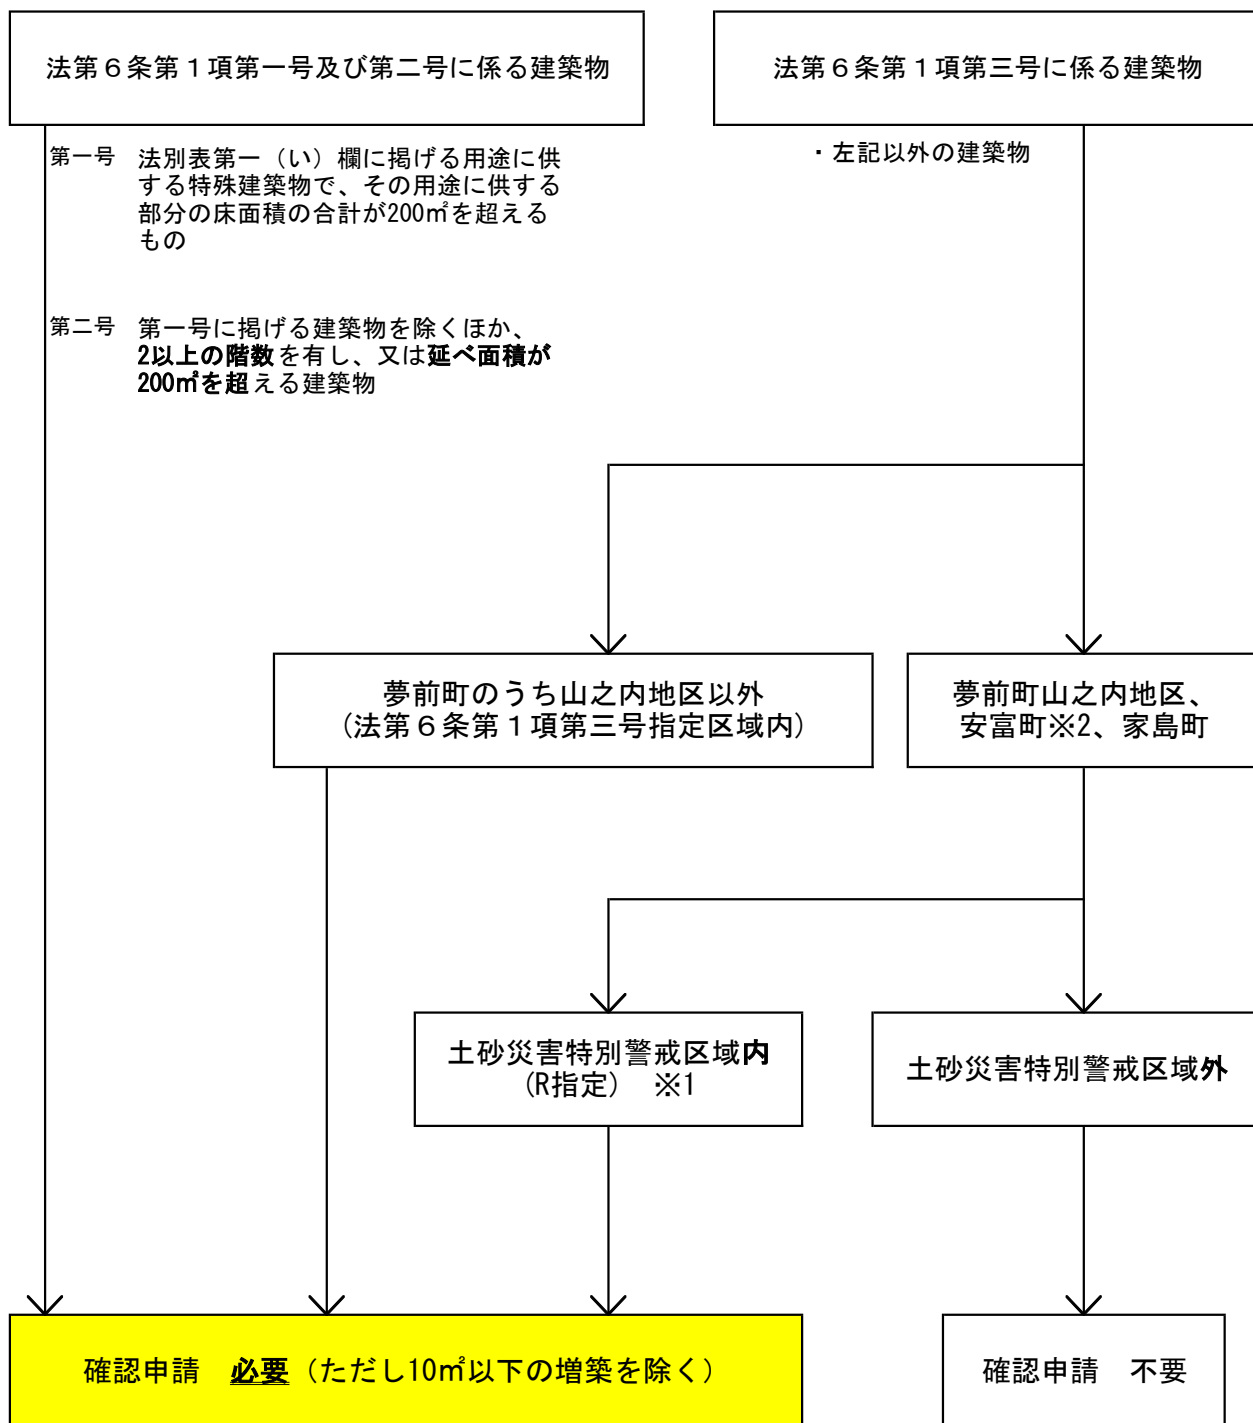 法第６条第１項第一号及び第二号に係る建築物
法第６条第１項第三号に係る建築物
第一号 法別表第一（い）欄に掲げる用途に供
する特殊建築物で、その用途に供する
部分の床面積の合計が200㎡を超える
もの
・左記以外の建築物
第二号 第一号に掲げる建築物を除くほか、
2以上の階数を有し、又は延べ面積が
200㎡を超える建築物
夢前町のうち山之内地区以外
(法第６条第１項第三号指定区域内)
夢前町山之内地区、
安富町※2、家島町
土砂災害特別警戒区域内
(R指定) ※1
土砂災害特別警戒区域外
確認申請 必要（ただし10㎡以下の増築を除く）
確認申請 不要